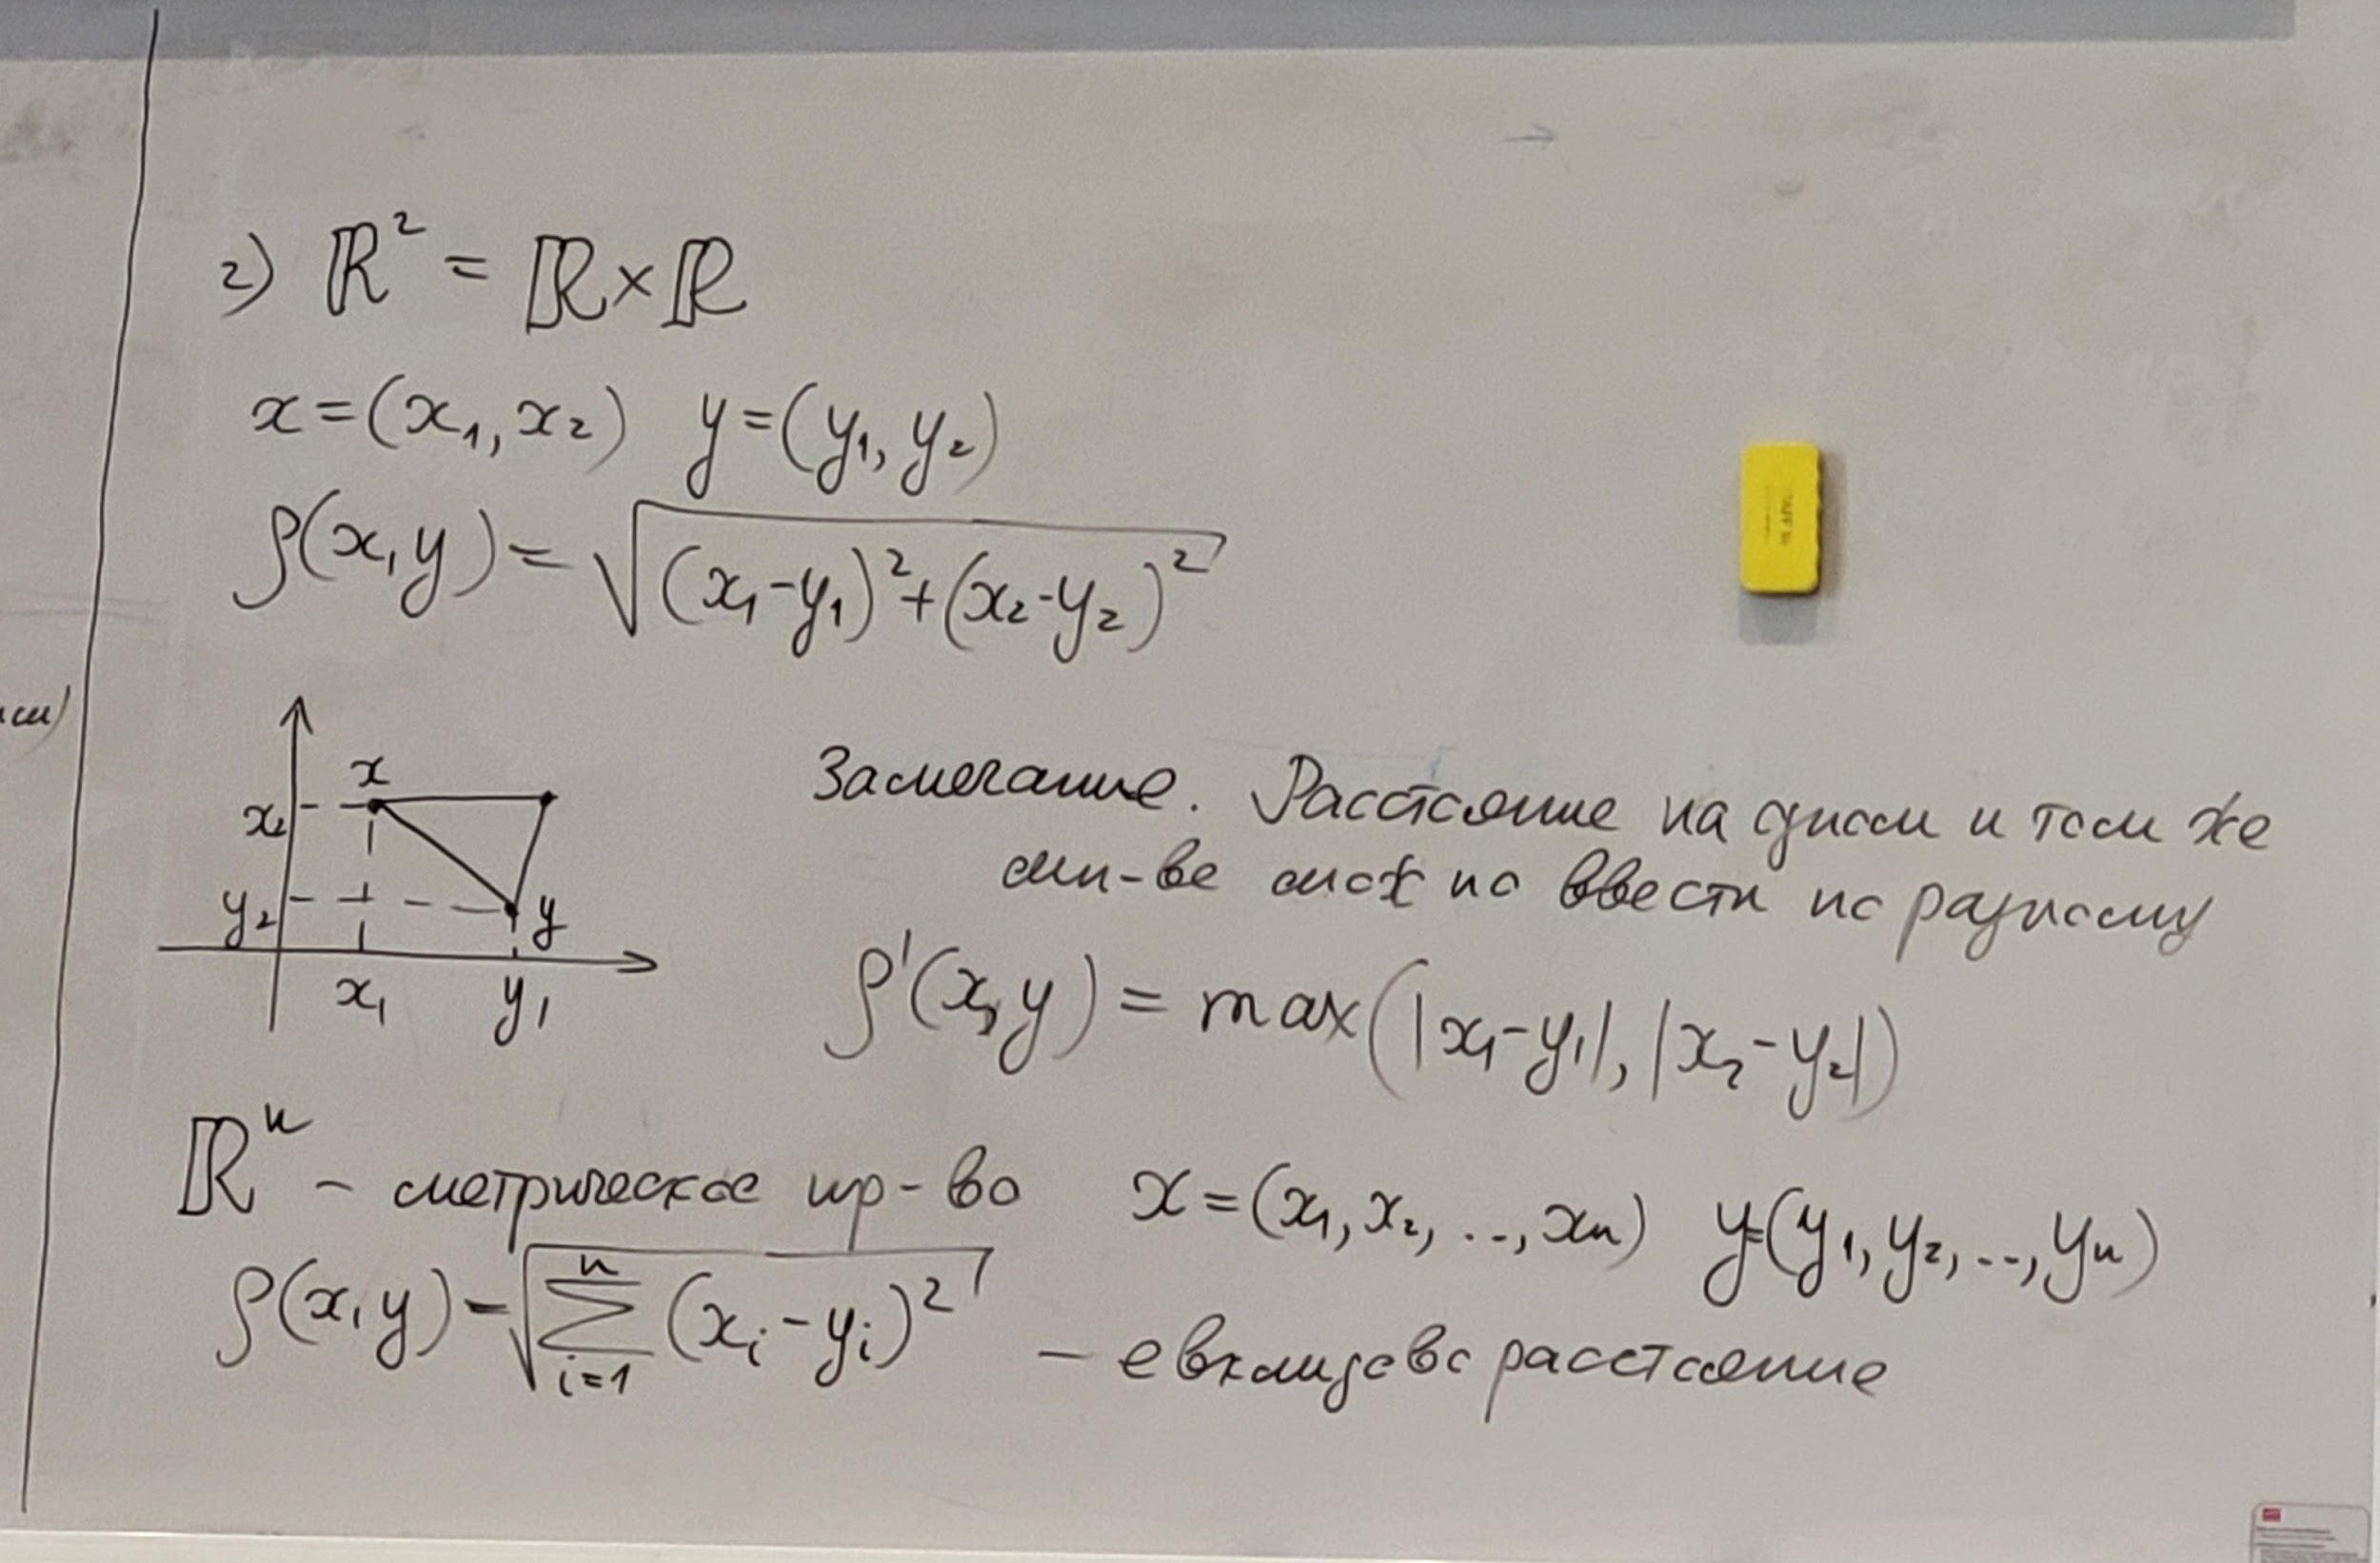 2) ℝ² = ℝ×ℝ
x=(x₁,x₂) y=(y₁,y₂)
ρ(x,y)=√((x₁-y₁)²+(x₂-y₂)²)
x
x₂
y₂
y
x₁ y₁
Замечание. Расстояние на одном и том же
мн-ве можно ввести по разному
ρ'(x,y) = max(|x₁-y₁|, |x₂-y₂|)
ℝⁿ - метрическое пр-во x=(x₁,x₂,..,xₙ) y=(y₁,y₂,..,yₙ)
ρ(x,y)=√(∑ⁿᵢ₌₁(xᵢ-yᵢ)²) - евклидово расстояние